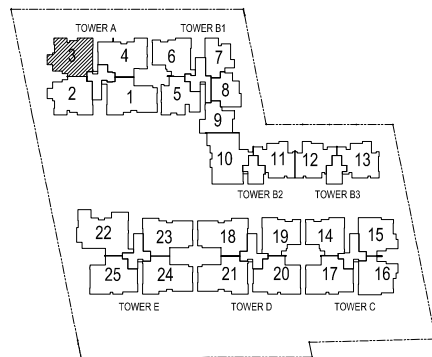 TOWER A TOWER B1
3 4 6 7
2 1 5 8
9
10 11 12 13
TOWER B2 TOWER B3
22 23 18 19 14 15
25 24 21 20 17 16
TOWER E TOWER D TOWER C